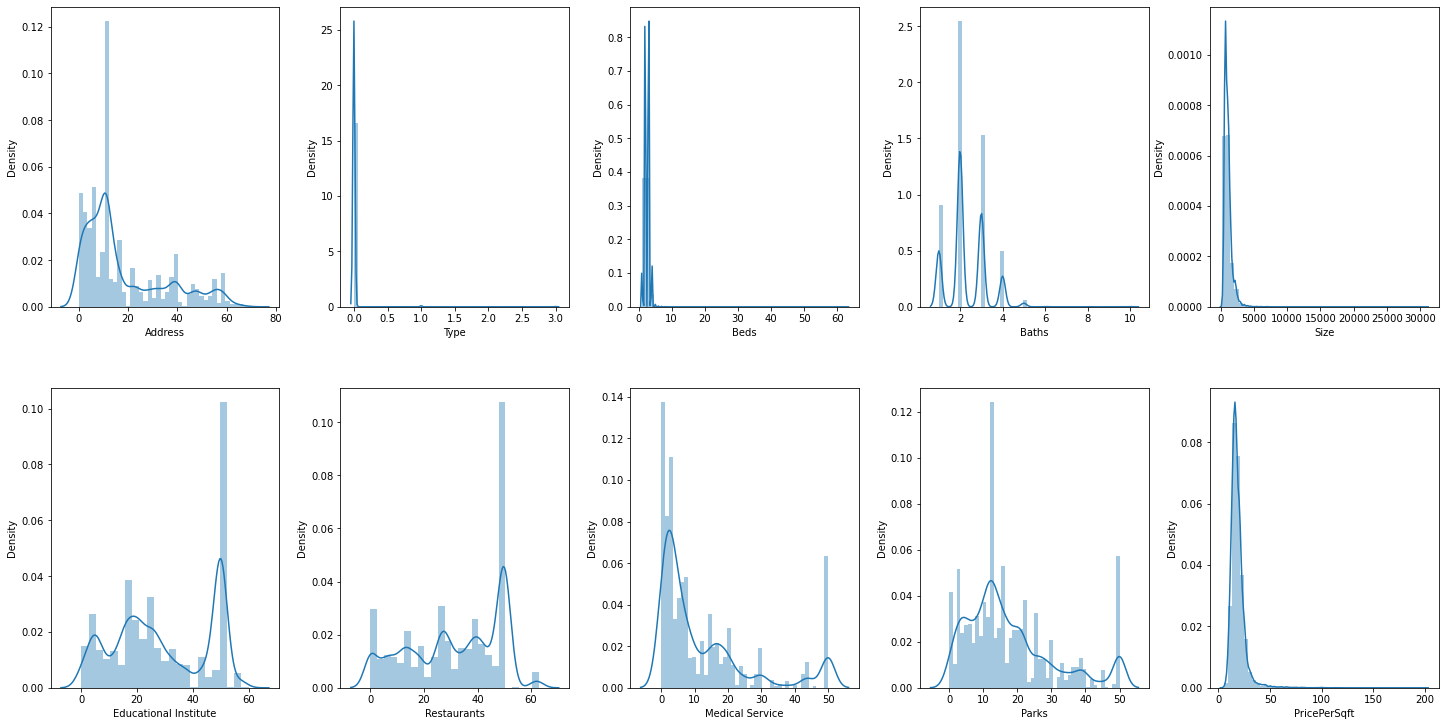 0.12
0.10
0.08
0.06
0.04
0.02
0.00
Density
0 20 40 60 80
Address
25
20
15
10
5
0
Density
0.0 0.5 1.0 1.5 2.0 2.5 3.0
Type
0.8
0.7
0.6
0.5
0.4
0.3
0.2
0.1
0.0
Density
0 10 20 30 40 50 60
Beds
2.5
2.0
1.5
1.0
0.5
0.0
Density
2 4 6 8 10
Baths
0.0010
0.0008
0.0006
0.0004
0.0002
0.0000
Density
0 5000 10000 15000 20000 25000 30000
Size
0.10
0.08
0.06
0.04
0.02
0.00
Density
0 20 40 60
Educational Institute
0.10
0.08
0.06
0.04
0.02
0.00
Density
0 20 40 60
Restaurants
0.14
0.12
0.10
0.08
0.06
0.04
0.02
0.00
Density
0 10 20 30 40 50
Medical Service
0.12
0.10
0.08
0.06
0.04
0.02
0.00
Density
0 10 20 30 40 50
Parks
0.08
0.06
0.04
0.02
0.00
Density
0 50 100 150 200
PricePerSqft